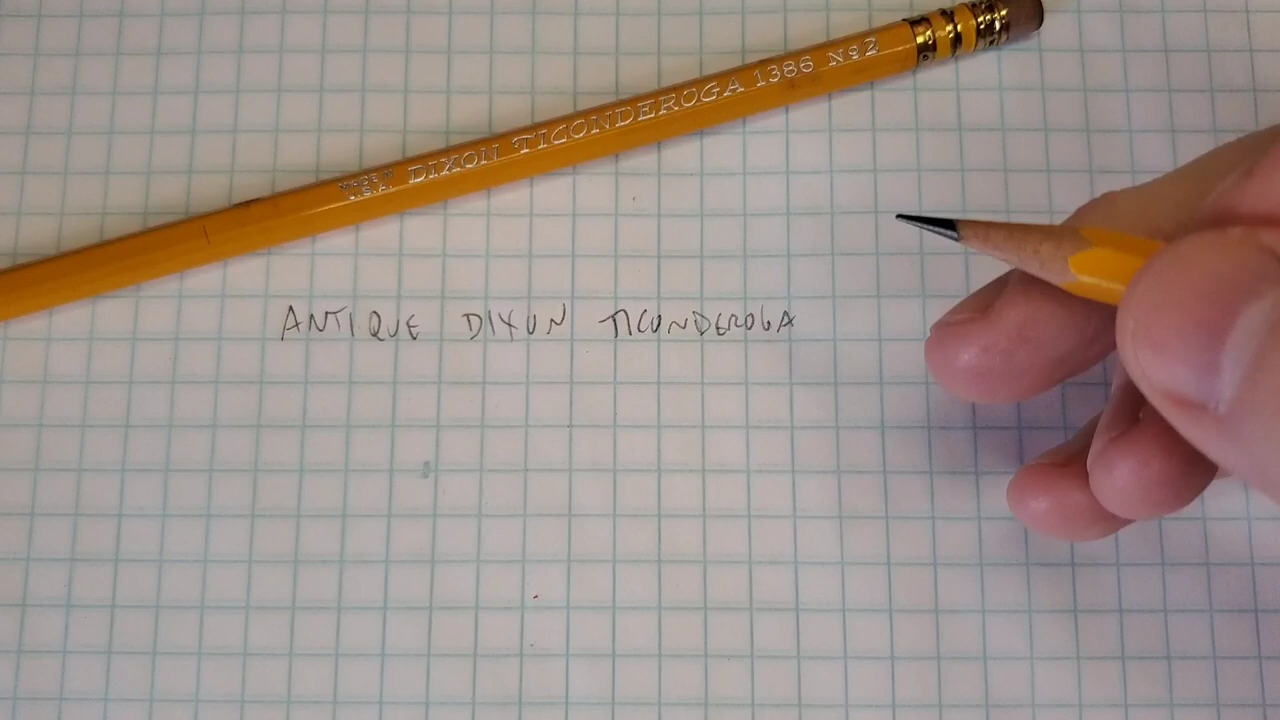 MADE IN
U.S.A. DIXON TICONDEROGA 1386 Nº2
ANTIQUE DIXON TICONDEROGA